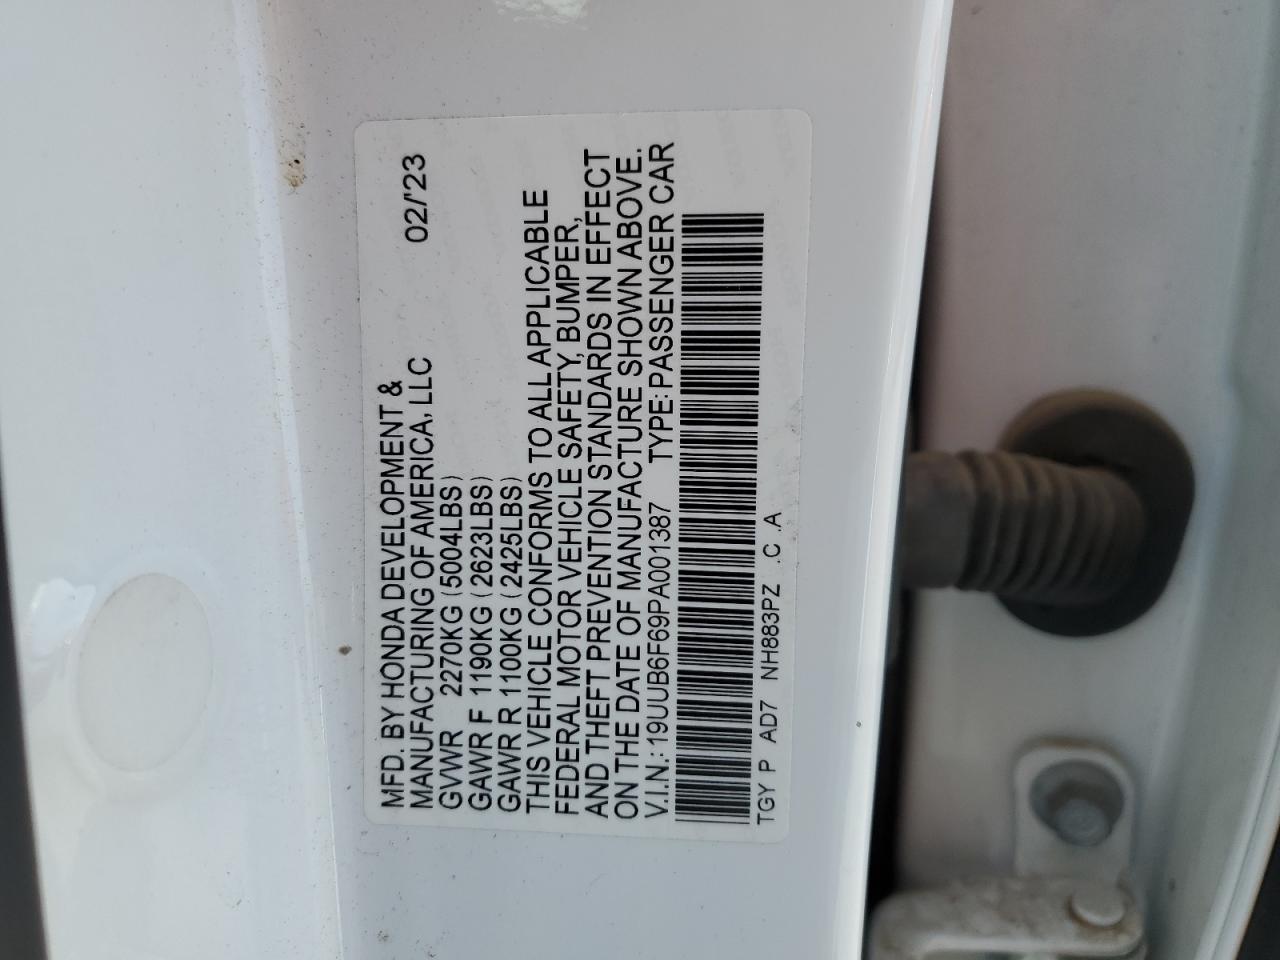 MFD. BY HONDA DEVELOPMENT &
MANUFACTURING OF AMERICA, LLC 02/'23
GVWR 2270KG (5004LBS)
GAWR F 1190KG (2623LBS)
GAWR R 1100KG (2425LBS)
THIS VEHICLE CONFORMS TO ALL APPLICABLE
FEDERAL MOTOR VEHICLE SAFETY, BUMPER,
AND THEFT PREVENTION STANDARDS IN EFFECT
ON THE DATE OF MANUFACTURE SHOWN ABOVE.
V.I.N.: 19UUB6F69PA001387 TYPE: PASSENGER CAR
TGY P AD7 NH883PZ .C .A